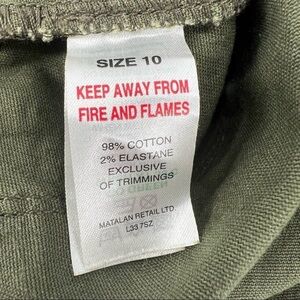 SIZE 10
KEEP AWAY FROM
FIRE AND FLAMES
98% COTTON
2% ELASTANE
EXCLUSIVE
OF TRIMMINGS
MATALAN RETAIL LTD
L33 7SZ